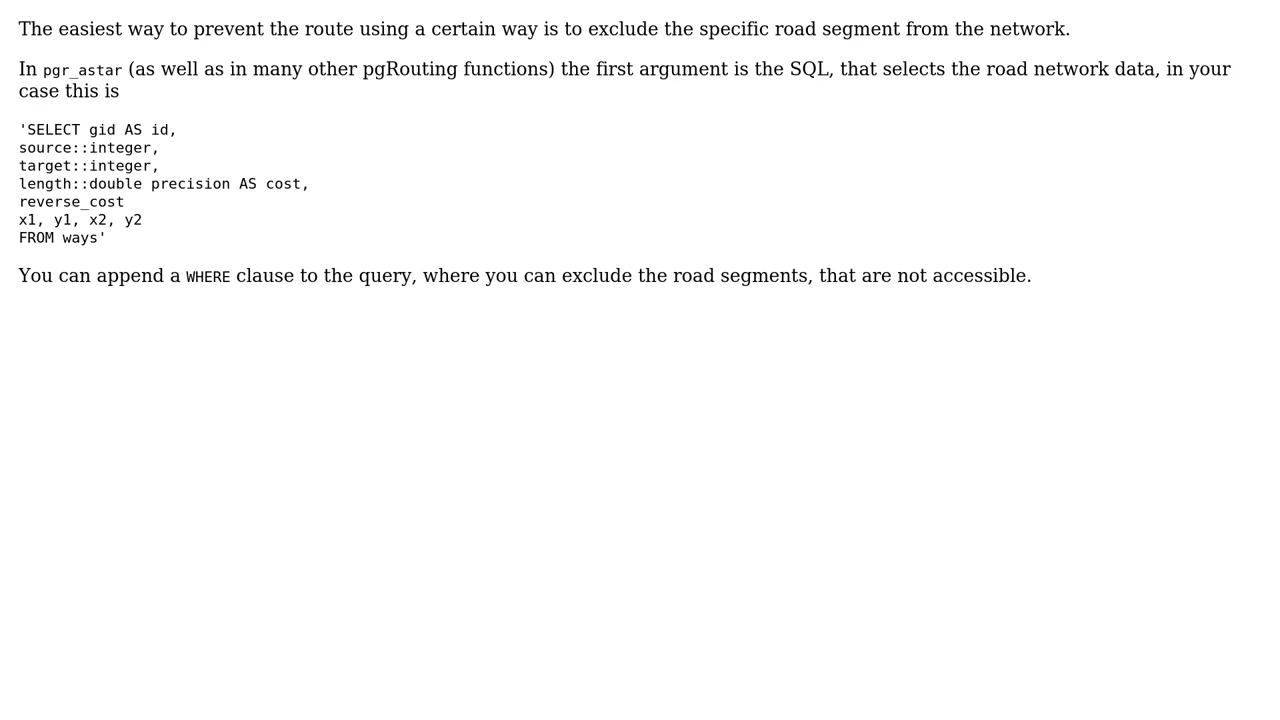 The easiest way to prevent the route using a certain way is to exclude the specific road segment from the network.
In pgr_astar (as well as in many other pgRouting functions) the first argument is the SQL, that selects the road network data, in your
case this is
'SELECT gid AS id,
source::integer,
target::integer,
length::double precision AS cost,
reverse_cost
x1, y1, x2, y2
FROM ways'
You can append a WHERE clause to the query, where you can exclude the road segments, that are not accessible.